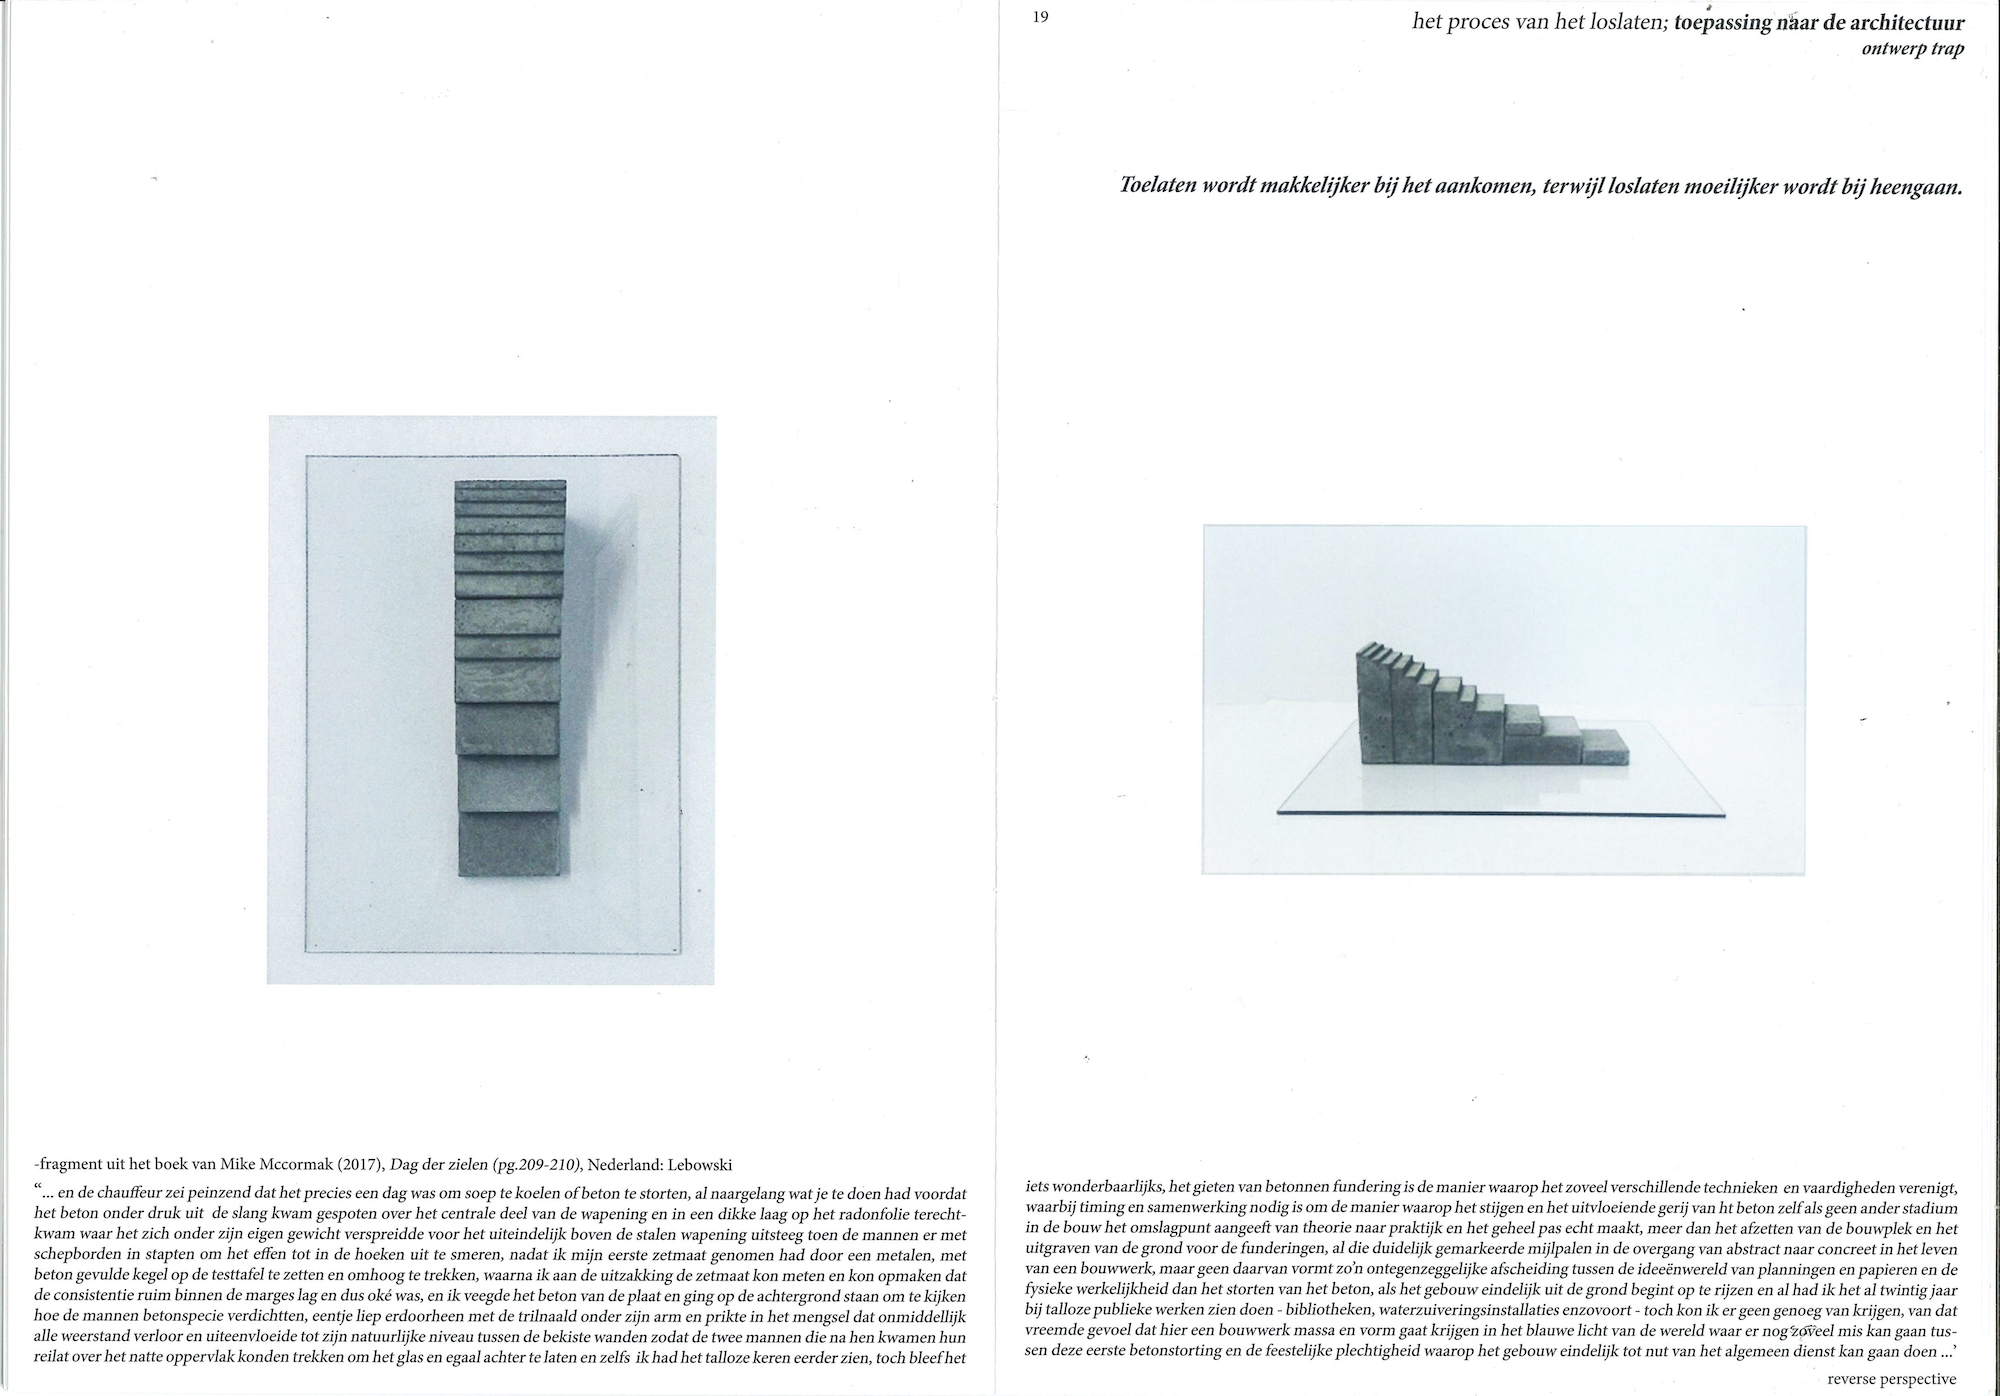 -fragment uit het boek van Mike Mccormak (2017), Dag der zielen (pg.209-210), Nederland: Lebowski
“... en de chauffeur zei peinzend dat het precies een dag was om soep te koelen of beton te storten, al naargelang wat je te doen had voordat
het beton onder druk uit de slang kwam gespoten over het centrale deel van de wapening en in een dikke laag op het radonfolie terecht-
kwam waar het zich onder zijn eigen gewicht verspreidde voor het uiteindelijk boven de stalen wapening uitsteeg toen de mannen er met
schepborden in stapten om het effen tot in de hoeken uit te smeren, nadat ik mijn eerste zetmaat genomen had door een metalen, met
beton gevulde kegel op de testtafel te zetten en omhoog te trekken, waarna ik aan de uitzakking de zetmaat kon meten en kon opmaken dat
de consistentie ruim binnen de marges lag en dus oké was, en ik veegde het beton van de plaat en ging op de achtergrond staan om te kijken
hoe de mannen betonspecie verdichtten, eentje liep erdoorheen met de trilnaald onder zijn arm en prikte in het mengsel dat onmiddellijk
alle weerstand verloor en uiteenvloeide tot zijn natuurlijke niveau tussen de bekiste wanden zodat de twee mannen die na hen kwamen hun
reilat over het natte oppervlak konden trekken om het glas en egaal achter te laten en zelfs ik had het talloze keren eerder zien, toch bleef het
19
het proces van het loslaten; toepassing naar de architectuur
ontwerp trap
Toelaten wordt makkelijker bij het aankomen, terwijl loslaten moeilijker wordt bij heengaan.
iets wonderbaarlijks, het gieten van betonnen fundering is de manier waarop het zoveel verschillende technieken en vaardigheden verenigt,
waarbij timing en samenwerking nodig is om de manier waarop het stijgen en het uitvloeiende gerij van ht beton zelf als geen ander stadium
in de bouw het omslagpunt aangeeft van theorie naar praktijk en het geheel pas echt maakt, meer dan het afzetten van de bouwplek en het
uitgraven van de grond voor de funderingen, al die duidelijk gemarkeerde mijlpalen in de overgang van abstract naar concreet in het leven
van een bouwwerk, maar geen daarvan vormt zo’n ontegenzeggelijke afscheiding tussen de ideeënwereld van planningen en papieren en de
fysieke werkelijkheid dan het storten van het beton, als het gebouw eindelijk uit de grond begint op te rijzen en al had ik het al twintig jaar
bij talloze publieke werken zien doen - bibliotheken, waterzuiveringsinstallaties enzovoort - toch kon ik er geen genoeg van krijgen, van dat
vreemde gevoel dat hier een bouwwerk massa en vorm gaat krijgen in het blauwe licht van de wereld waar er nog zoveel mis kan gaan tus-
sen deze eerste betonstorting en de feestelijke plechtigheid waarop het gebouw eindelijk tot nut van het algemeen dienst kan gaan doen ...’
reverse perspective